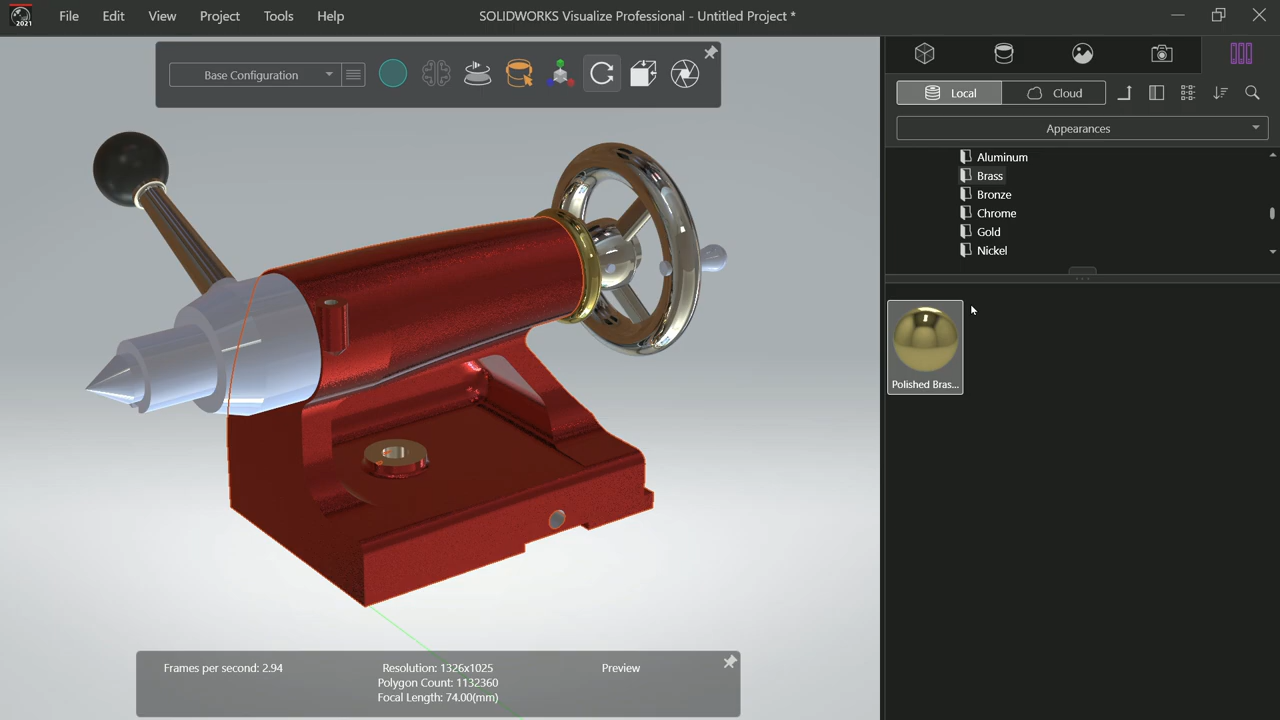 2021
File Edit View Project Tools Help
SOLIDWORKS Visualize Professional - Untitled Project *
Base Configuration
Local
Cloud
Appearances
Aluminum
Brass
Bronze
Chrome
Gold
Nickel
Polished Bras...
Frames per second: 2.94
Resolution: 1326x1025
Preview
Polygon Count: 1132360
Focal Length: 74.00(mm)